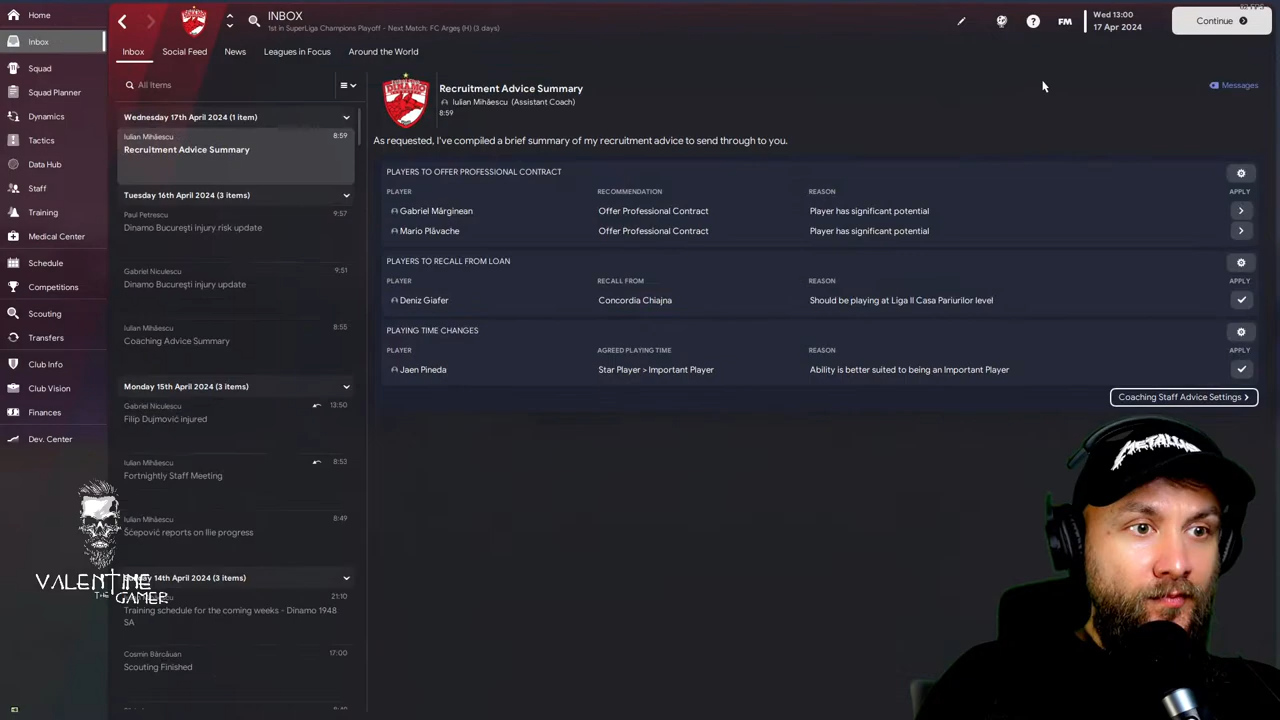 Home
Inbox
Squad
Squad Planner
Dynamics
Tactics
Data Hub
Staff
Training
Medical Center
Schedule
Competitions
Scouting
Transfers
Club Info
Club Vision
Finances
Dev. Center
INBOX
1st in SuperLiga Champions Playoff - Next Match: FC Argeş (H) (3 days)
FM
Wed 13:00
17 Apr 2024
Continue
Inbox
Social Feed
News
Leagues in Focus
Around the World
All Items
Wednesday 17th April 2024 (1 item)
Iulian Mihăescu
8:59
Recruitment Advice Summary
Tuesday 16th April 2024 (3 items)
Paul Petrescu
9:57
Dinamo Bucureşti injury risk update
Gabriel Niculescu
9:51
Dinamo Bucureşti injury update
Iulian Mihăescu
8:55
Coaching Advice Summary
Monday 15th April 2024 (3 items)
Gabriel Niculescu
13:50
Filip Dujmović injured
Iulian Mihăescu
8:53
Fortnightly Staff Meeting
Iulian Mihăescu
8:49
Šćepović reports on Ilie progress
14th April 2024 (3 items)
21:10
Training schedule for the coming weeks - Dinamo 1948
SA
Cosmin Bărcăuan
17:00
Scouting Finished
VALENTINE
THE
GAMER
DINAMO
Recruitment Advice Summary
Iulian Mihăescu (Assistant Coach)
8:59
Messages
As requested, I've compiled a brief summary of my recruitment advice to send through to you.
PLAYERS TO OFFER PROFESSIONAL CONTRACT
PLAYER RECOMMENDATION REASON APPLY
Gabriel Mărginean Offer Professional Contract Player has significant potential
Mario Plăvache Offer Professional Contract Player has significant potential
PLAYERS TO RECALL FROM LOAN
PLAYER RECALL FROM REASON APPLY
Deniz Giafer Concordia Chiajna Should be playing at Liga II Casa Pariurilor level
PLAYING TIME CHANGES
PLAYER AGREED PLAYING TIME REASON APPLY
Jaen Pineda Star Player > Important Player Ability is better suited to being an Important Player
Coaching Staff Advice Settings >
METALLICA